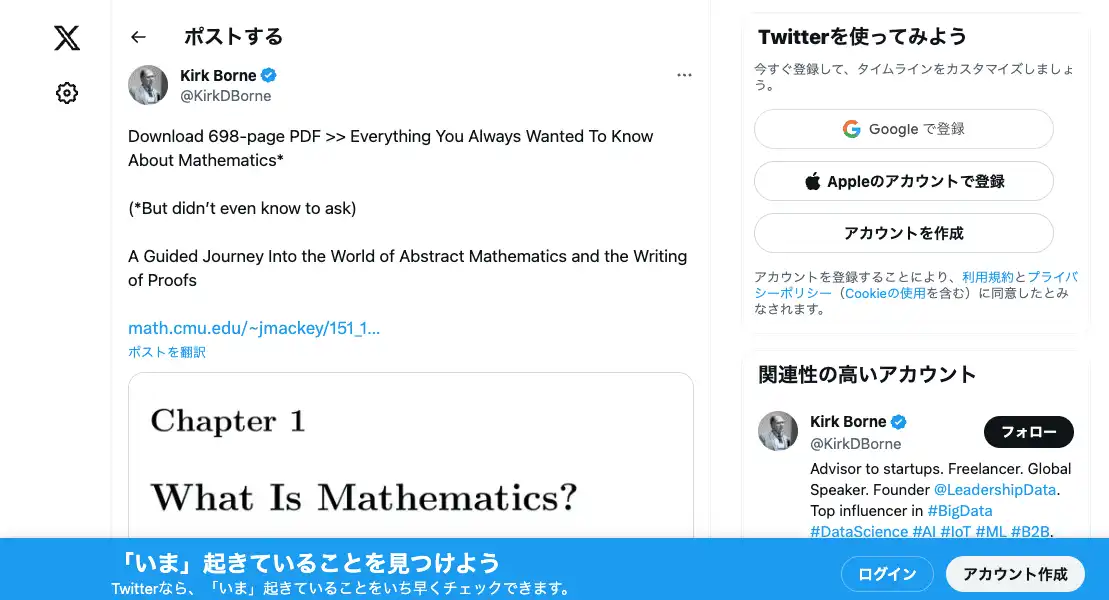 ポストする
Kirk Borne
@KirkDBorne
Download 698-page PDF >> Everything You Always Wanted To Know
About Mathematics*
(*But didn’t even know to ask)
A Guided Journey Into the World of Abstract Mathematics and the Writing
of Proofs
math.cmu.edu/~jmackey/151_1...
ポストを翻訳
Chapter 1
What Is Mathematics?
Twitterを使ってみよう
今すぐ登録して、タイムラインをカスタマイズしましょ
う。
Google で登録
Appleのアカウントで登録
アカウントを作成
アカウントを登録することにより、利用規約とプライバ
シーポリシー（Cookieの使用を含む）に同意したとみ
なされます。
関連性の高いアカウント
Kirk Borne
@KirkDBorne
フォロー
Advisor to startups. Freelancer. Global
Speaker. Founder @LeadershipData.
Top influencer in #BigData
#DataScience #AI #IoT #ML #B2B.
「いま」起きていることを見つけよう
Twitterなら、「いま」起きていることをいち早くチェックできます。
ログイン
アカウント作成